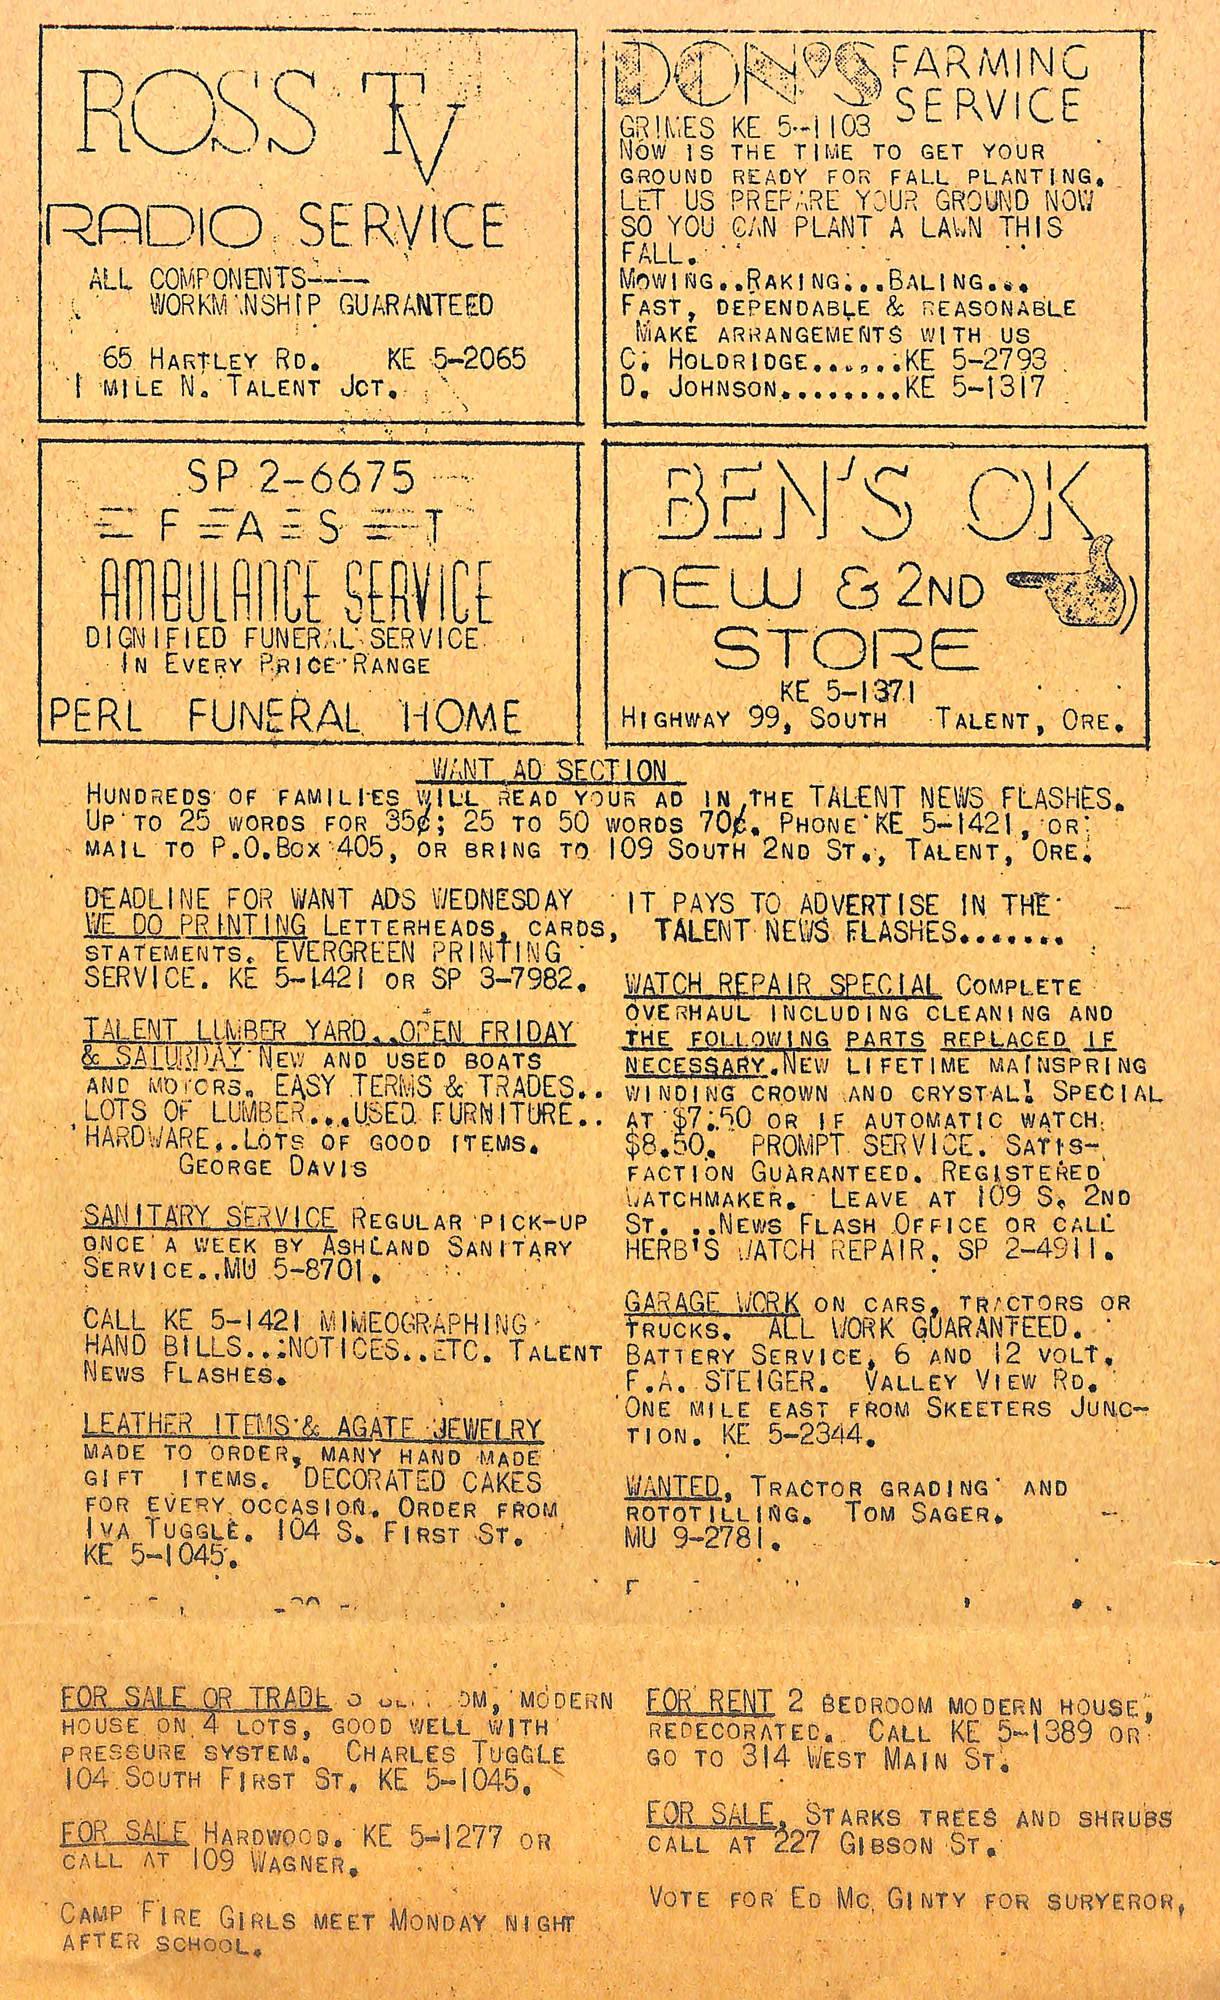 ROSS TV
RADIO SERVICE
ALL COMPONENTS----
WORKMANSHIP GUARANTEED
65 HARTLEY RD. KE 5-2065
1 MILE N. TALENT JCT.
DON'S FARMING
SERVICE
GRIMES KE 5--1103
NOW IS THE TIME TO GET YOUR
GROUND READY FOR FALL PLANTING.
LET US PREPARE YOUR GROUND NOW
SO YOU CAN PLANT A LAWN THIS
FALL.
MOWING..RAKING...BALING...
FAST, DEPENDABLE & REASONABLE
MAKE ARRANGEMENTS WITH US
C. HOLDRIDGE......KE 5-2793
D. JOHNSON........KE 5-1317
SP 2-6675
F A S T
AMBULANCE SERVICE
DIGNIFIED FUNERAL SERVICE
IN EVERY PRICE RANGE
PERL FUNERAL HOME
BEN'S OK
NEW & 2ND
STORE
KE 5-1371
HIGHWAY 99, SOUTH TALENT, ORE.
WANT AD SECTION
HUNDREDS OF FAMILIES WILL READ YOUR AD IN THE TALENT NEWS FLASHES.
UP TO 25 WORDS FOR 35¢; 25 TO 50 WORDS 70¢. PHONE KE 5-1421, OR
MAIL TO P.O.BOX 405, OR BRING TO 109 SOUTH 2ND ST., TALENT, ORE.
DEADLINE FOR WANT ADS WEDNESDAY
WE DO PRINTING LETTERHEADS, CARDS,
STATEMENTS. EVERGREEN PRINTING
SERVICE. KE 5-1421 OR SP 3-7982.
TALENT LUMBER YARD..OPEN FRIDAY
& SATURDAY NEW AND USED BOATS
AND MOTORS. EASY TERMS & TRADES..
LOTS OF LUMBER...USED FURNITURE..
HARDWARE..LOTS OF GOOD ITEMS.
GEORGE DAVIS
SANITARY SERVICE REGULAR PICK-UP
ONCE A WEEK BY ASHLAND SANITARY
SERVICE..MU 5-8701.
CALL KE 5-1421 MIMEOGRAPHING
HAND BILLS...NOTICES..ETC. TALENT
NEWS FLASHES.
LEATHER ITEMS & AGATE JEWELRY
MADE TO ORDER, MANY HAND MADE
GIFT ITEMS. DECORATED CAKES
FOR EVERY OCCASION. ORDER FROM
IVA TUGGLE. 104 S. FIRST ST.
KE 5-1045.
IT PAYS TO ADVERTISE IN THE
TALENT NEWS FLASHES.......
WATCH REPAIR SPECIAL COMPLETE
OVERHAUL INCLUDING CLEANING AND
THE FOLLOWING PARTS REPLACED IF
NECESSARY.NEW LIFETIME MAINSPRING
WINDING CROWN AND CRYSTAL! SPECIAL
AT $7.50 OR IF AUTOMATIC WATCH
$8.50. PROMPT SERVICE. SATIS-
FACTION GUARANTEED. REGISTERED
WATCHMAKER. LEAVE AT 109 S. 2ND
ST. ..NEWS FLASH OFFICE OR CALL
HERB'S WATCH REPAIR. SP 2-4911.
GARAGE WORK ON CARS, TRACTORS OR
TRUCKS. ALL WORK GUARANTEED.
BATTERY SERVICE, 6 AND 12 VOLT.
F.A. STEIGER. VALLEY VIEW RD.
ONE MILE EAST FROM SKEETERS JUNC-
TION. KE 5-2344.
WANTED, TRACTOR GRADING AND
ROTOTILLING. TOM SAGER.
MU 9-2781.
FOR SALE OR TRADE MODERN
HOUSE ON 4 LOTS, GOOD WELL WITH
PRESSURE SYSTEM. CHARLES TUGGLE
104 SOUTH FIRST ST. KE 5-1045.
FOR SALE HARDWOOD. KE 5-1277 OR
CALL AT 109 WAGNER.
CAMP FIRE GIRLS MEET MONDAY NIGHT
AFTER SCHOOL.
FOR RENT 2 BEDROOM MODERN HOUSE,
REDECORATED. CALL KE 5-1389 OR
GO TO 314 WEST MAIN ST.
FOR SALE, STARKS TREES AND SHRUBS
CALL AT 227 GIBSON ST.
VOTE FOR ED MC GINTY FOR SURYEROR,